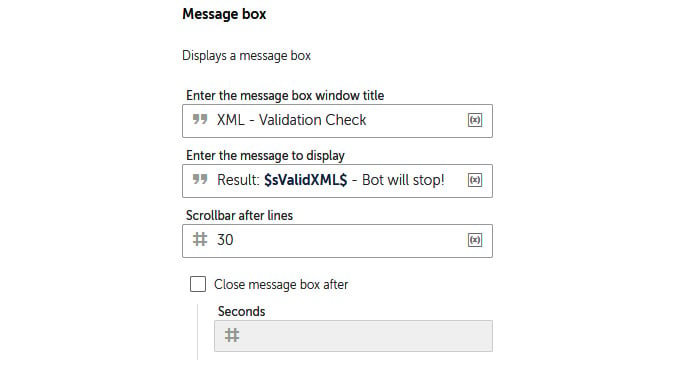 Message box
Displays a message box
Enter the message box window title
XML - Validation Check
(x)
Enter the message to display
Result: $sValidXML$ - Bot will stop!
(x)
Scrollbar after lines
30
(x)
Close message box after
Seconds